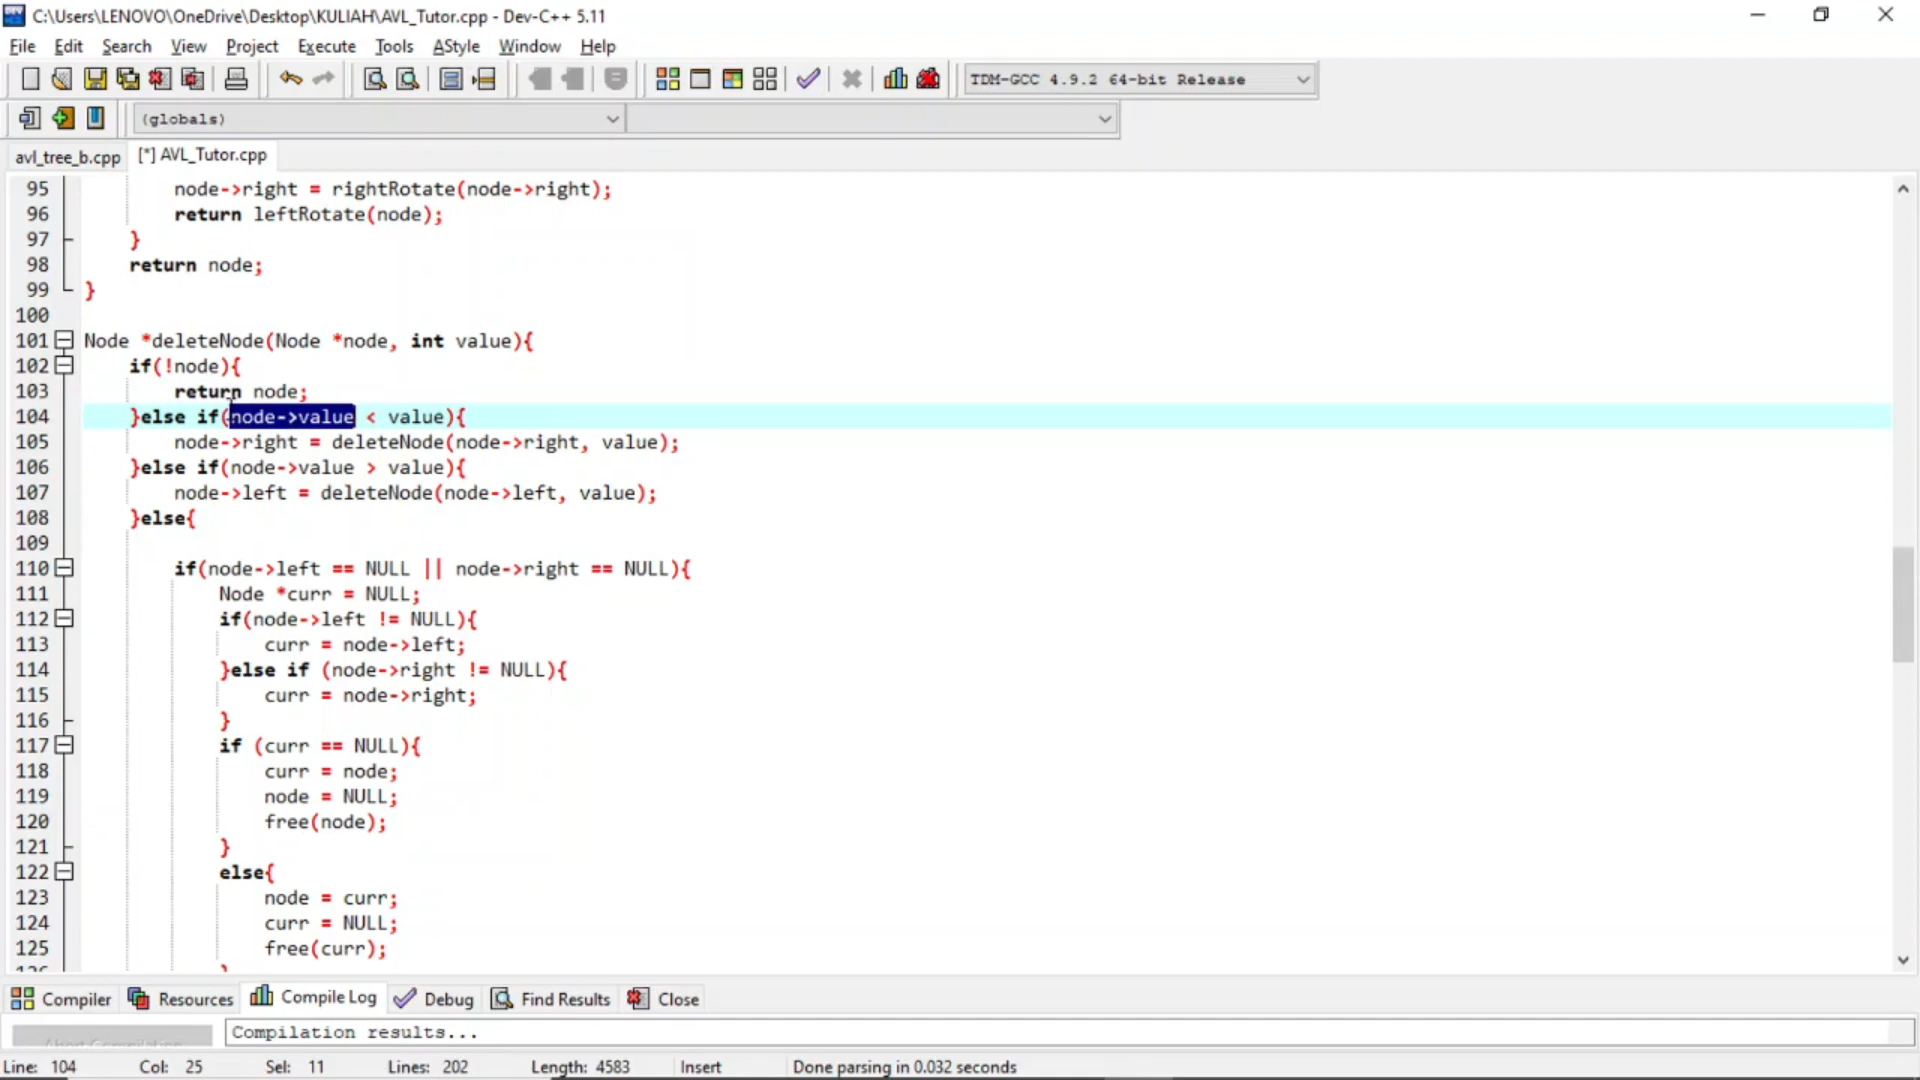 C:\Users\LENOVO\OneDrive\Desktop\KULIAH\AVL_Tutor.cpp - Dev-C++ 5.11
File Edit Search View Project Execute Tools AStyle Window Help
TDM-GCC 4.9.2 64-bit Release
(globals)
avl_tree_b.cpp [*] AVL_Tutor.cpp
95 node->right = rightRotate(node->right);
96 return leftRotate(node);
97 }
98 return node;
99 }
100
101 Node *deleteNode(Node *node, int value){
102 if(!node){
103 return node;
104 }else if(node->value < value){
105 node->right = deleteNode(node->right, value);
106 }else if(node->value > value){
107 node->left = deleteNode(node->left, value);
108 }else{
109
110 if(node->left == NULL || node->right == NULL){
111 Node *curr = NULL;
112 if(node->left != NULL){
113 curr = node->left;
114 }else if (node->right != NULL){
115 curr = node->right;
116 }
117 if (curr == NULL){
118 curr = node;
119 node = NULL;
120 free(node);
121 }
122 else{
123 node = curr;
124 curr = NULL;
125 free(curr);
Compiler Resources Compile Log Debug Find Results Close
Compilation results...
Line: 104 Col: 25 Sel: 11 Lines: 202 Length: 4583 Insert Done parsing in 0.032 seconds